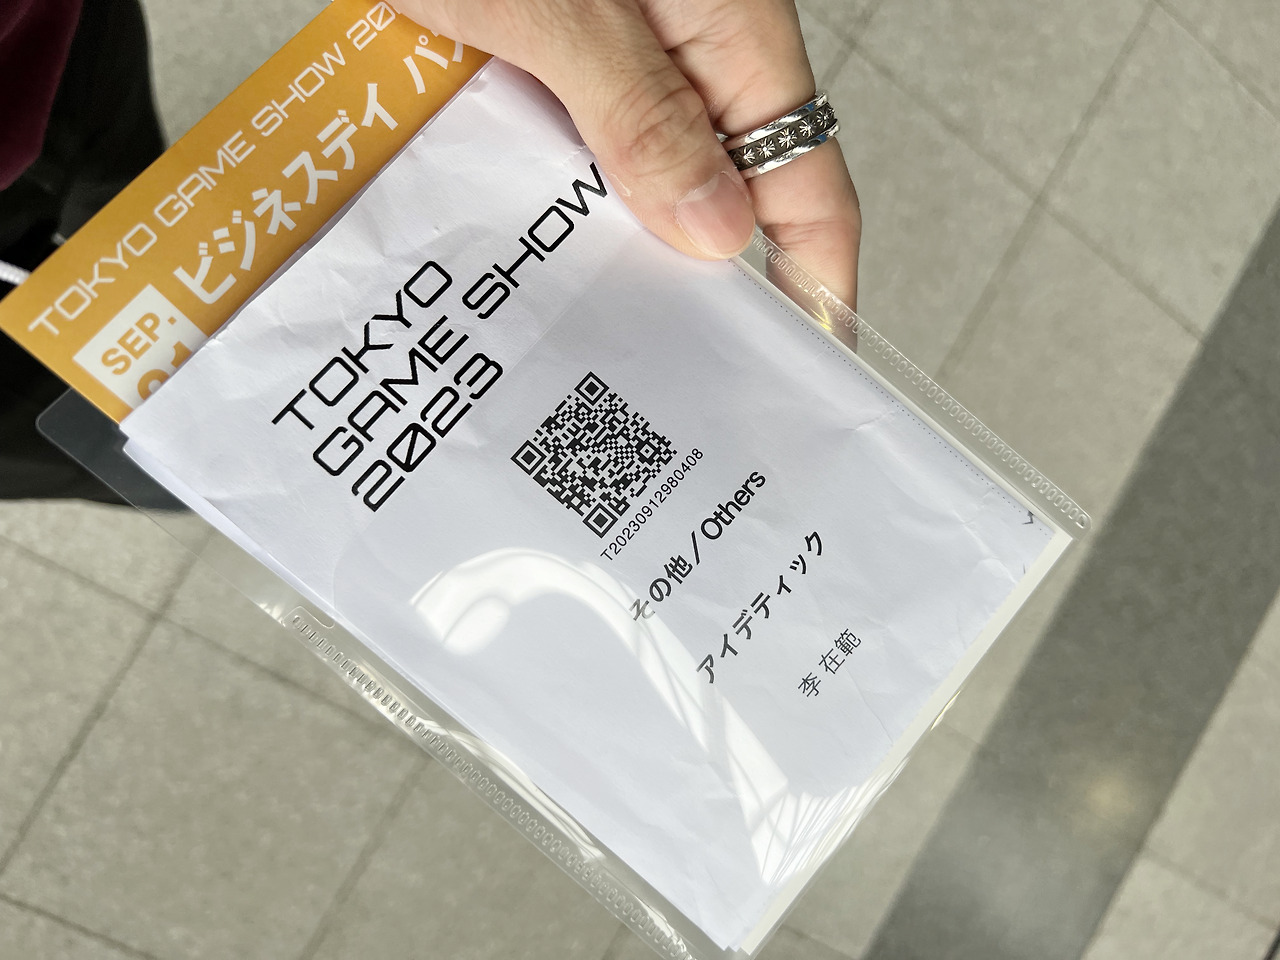 TOKYO GAME SHOW 20
ビジネスデイ パ
SEP.
TOKYO
GAME SHOW
2023
T20230912980408
その他/Others
アイデティック
李 在範